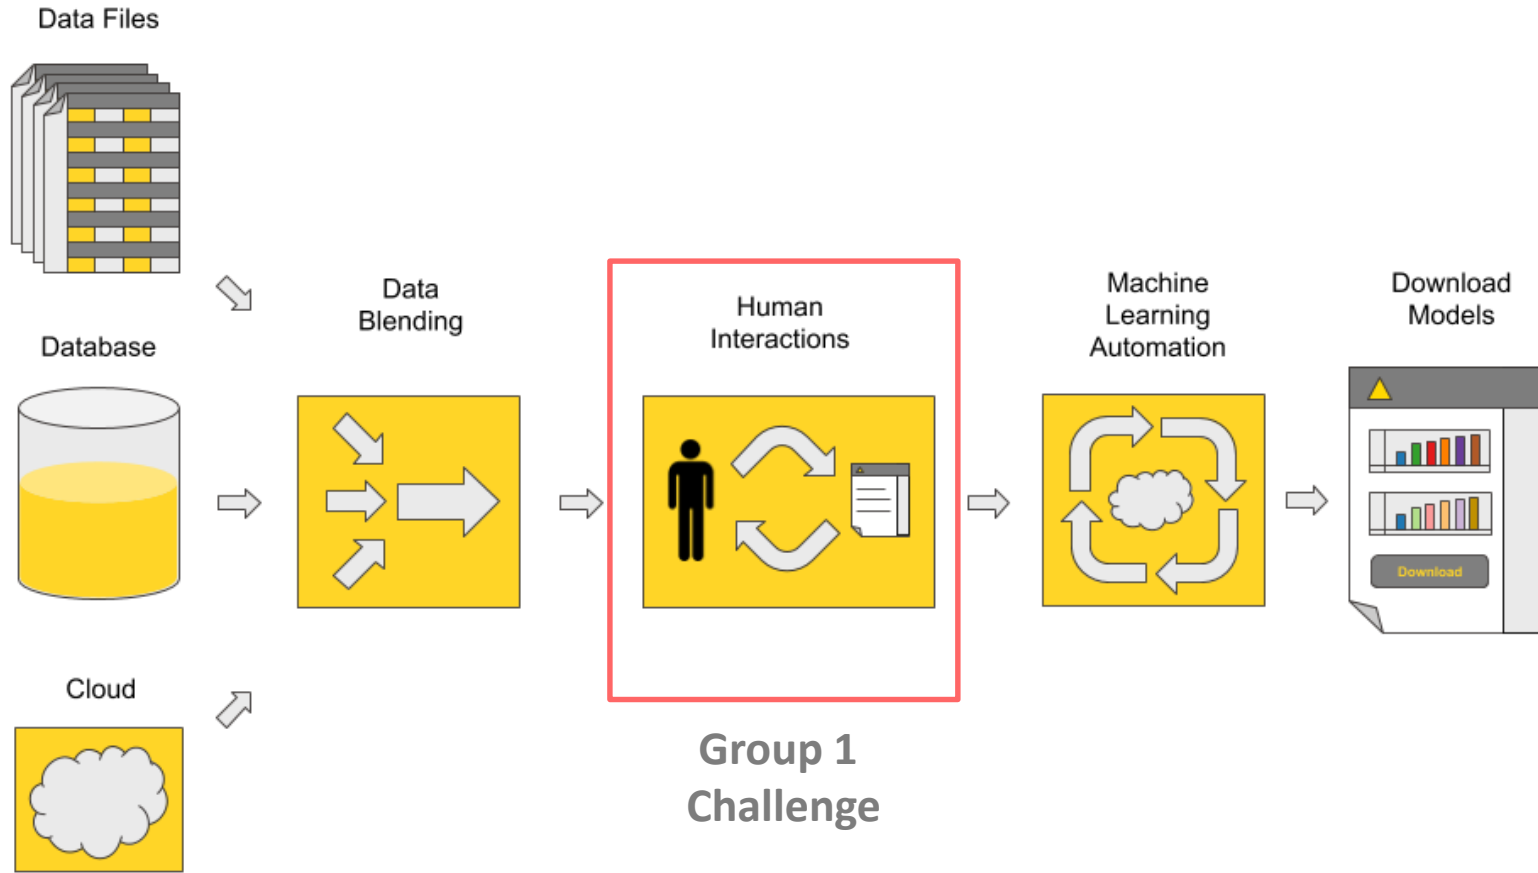 Data Files
Database
Cloud
Data
Blending
Human
Interactions
Group 1
Challenge
Machine
Learning
Automation
Download
Models
Download